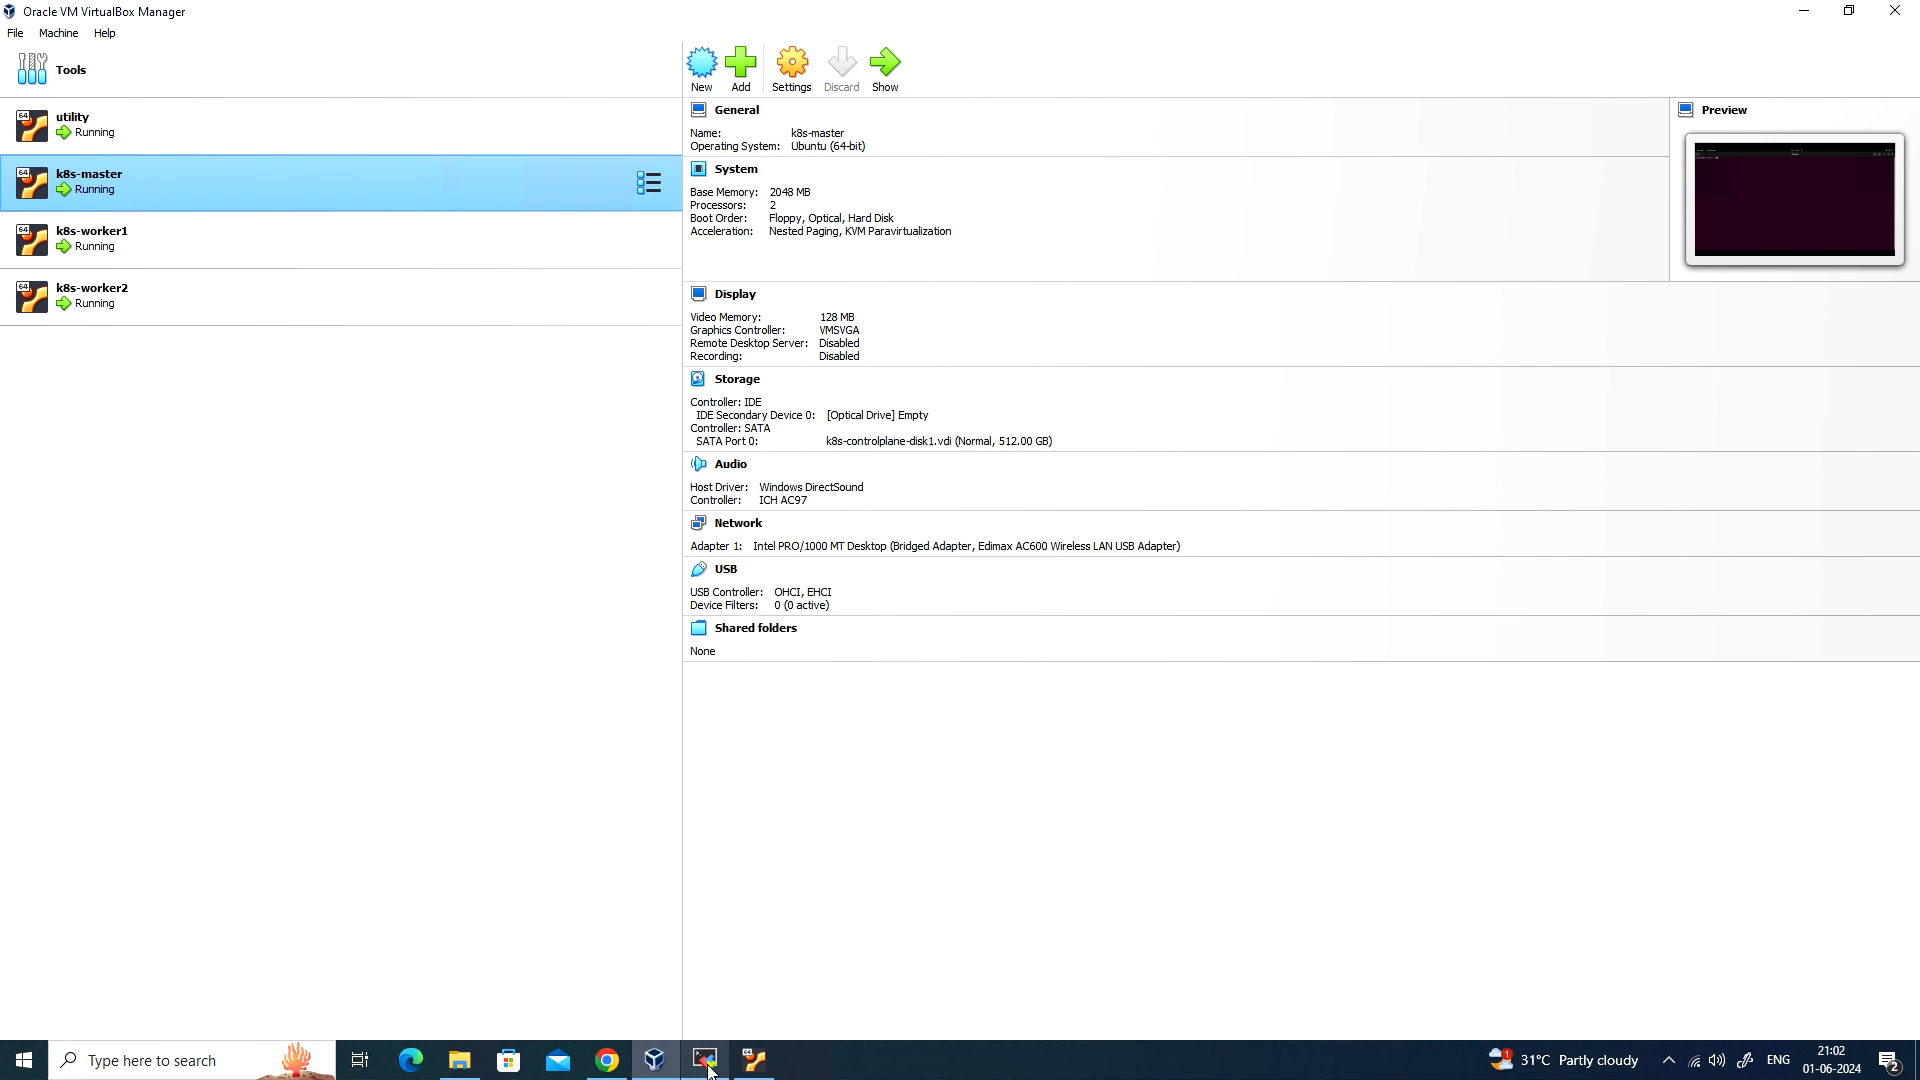 Oracle VM VirtualBox Manager
File Machine Help
Tools
New Add Settings Discard Show
64 utility
Running
64 k8s-master
Running
64 k8s-worker1
Running
64 k8s-worker2
Running
General
Name: k8s-master
Operating System: Ubuntu (64-bit)
System
Base Memory: 2048 MB
Processors: 2
Boot Order: Floppy, Optical, Hard Disk
Acceleration: Nested Paging, KVM Paravirtualization
Preview
Display
Video Memory: 128 MB
Graphics Controller: VMSVGA
Remote Desktop Server: Disabled
Recording: Disabled
Storage
Controller: IDE
IDE Secondary Device 0: [Optical Drive] Empty
Controller: SATA
SATA Port 0: k8s-controlplane-disk1.vdi (Normal, 512.00 GB)
Audio
Host Driver: Windows DirectSound
Controller: ICH AC97
Network
Adapter 1: Intel PRO/1000 MT Desktop (Bridged Adapter, Edimax AC600 Wireless LAN USB Adapter)
USB
USB Controller: OHCI, EHCI
Device Filters: 0 (0 active)
Shared folders
None
Type here to search
64
1 31°C Partly cloudy
ENG
21:02
01-06-2024
2